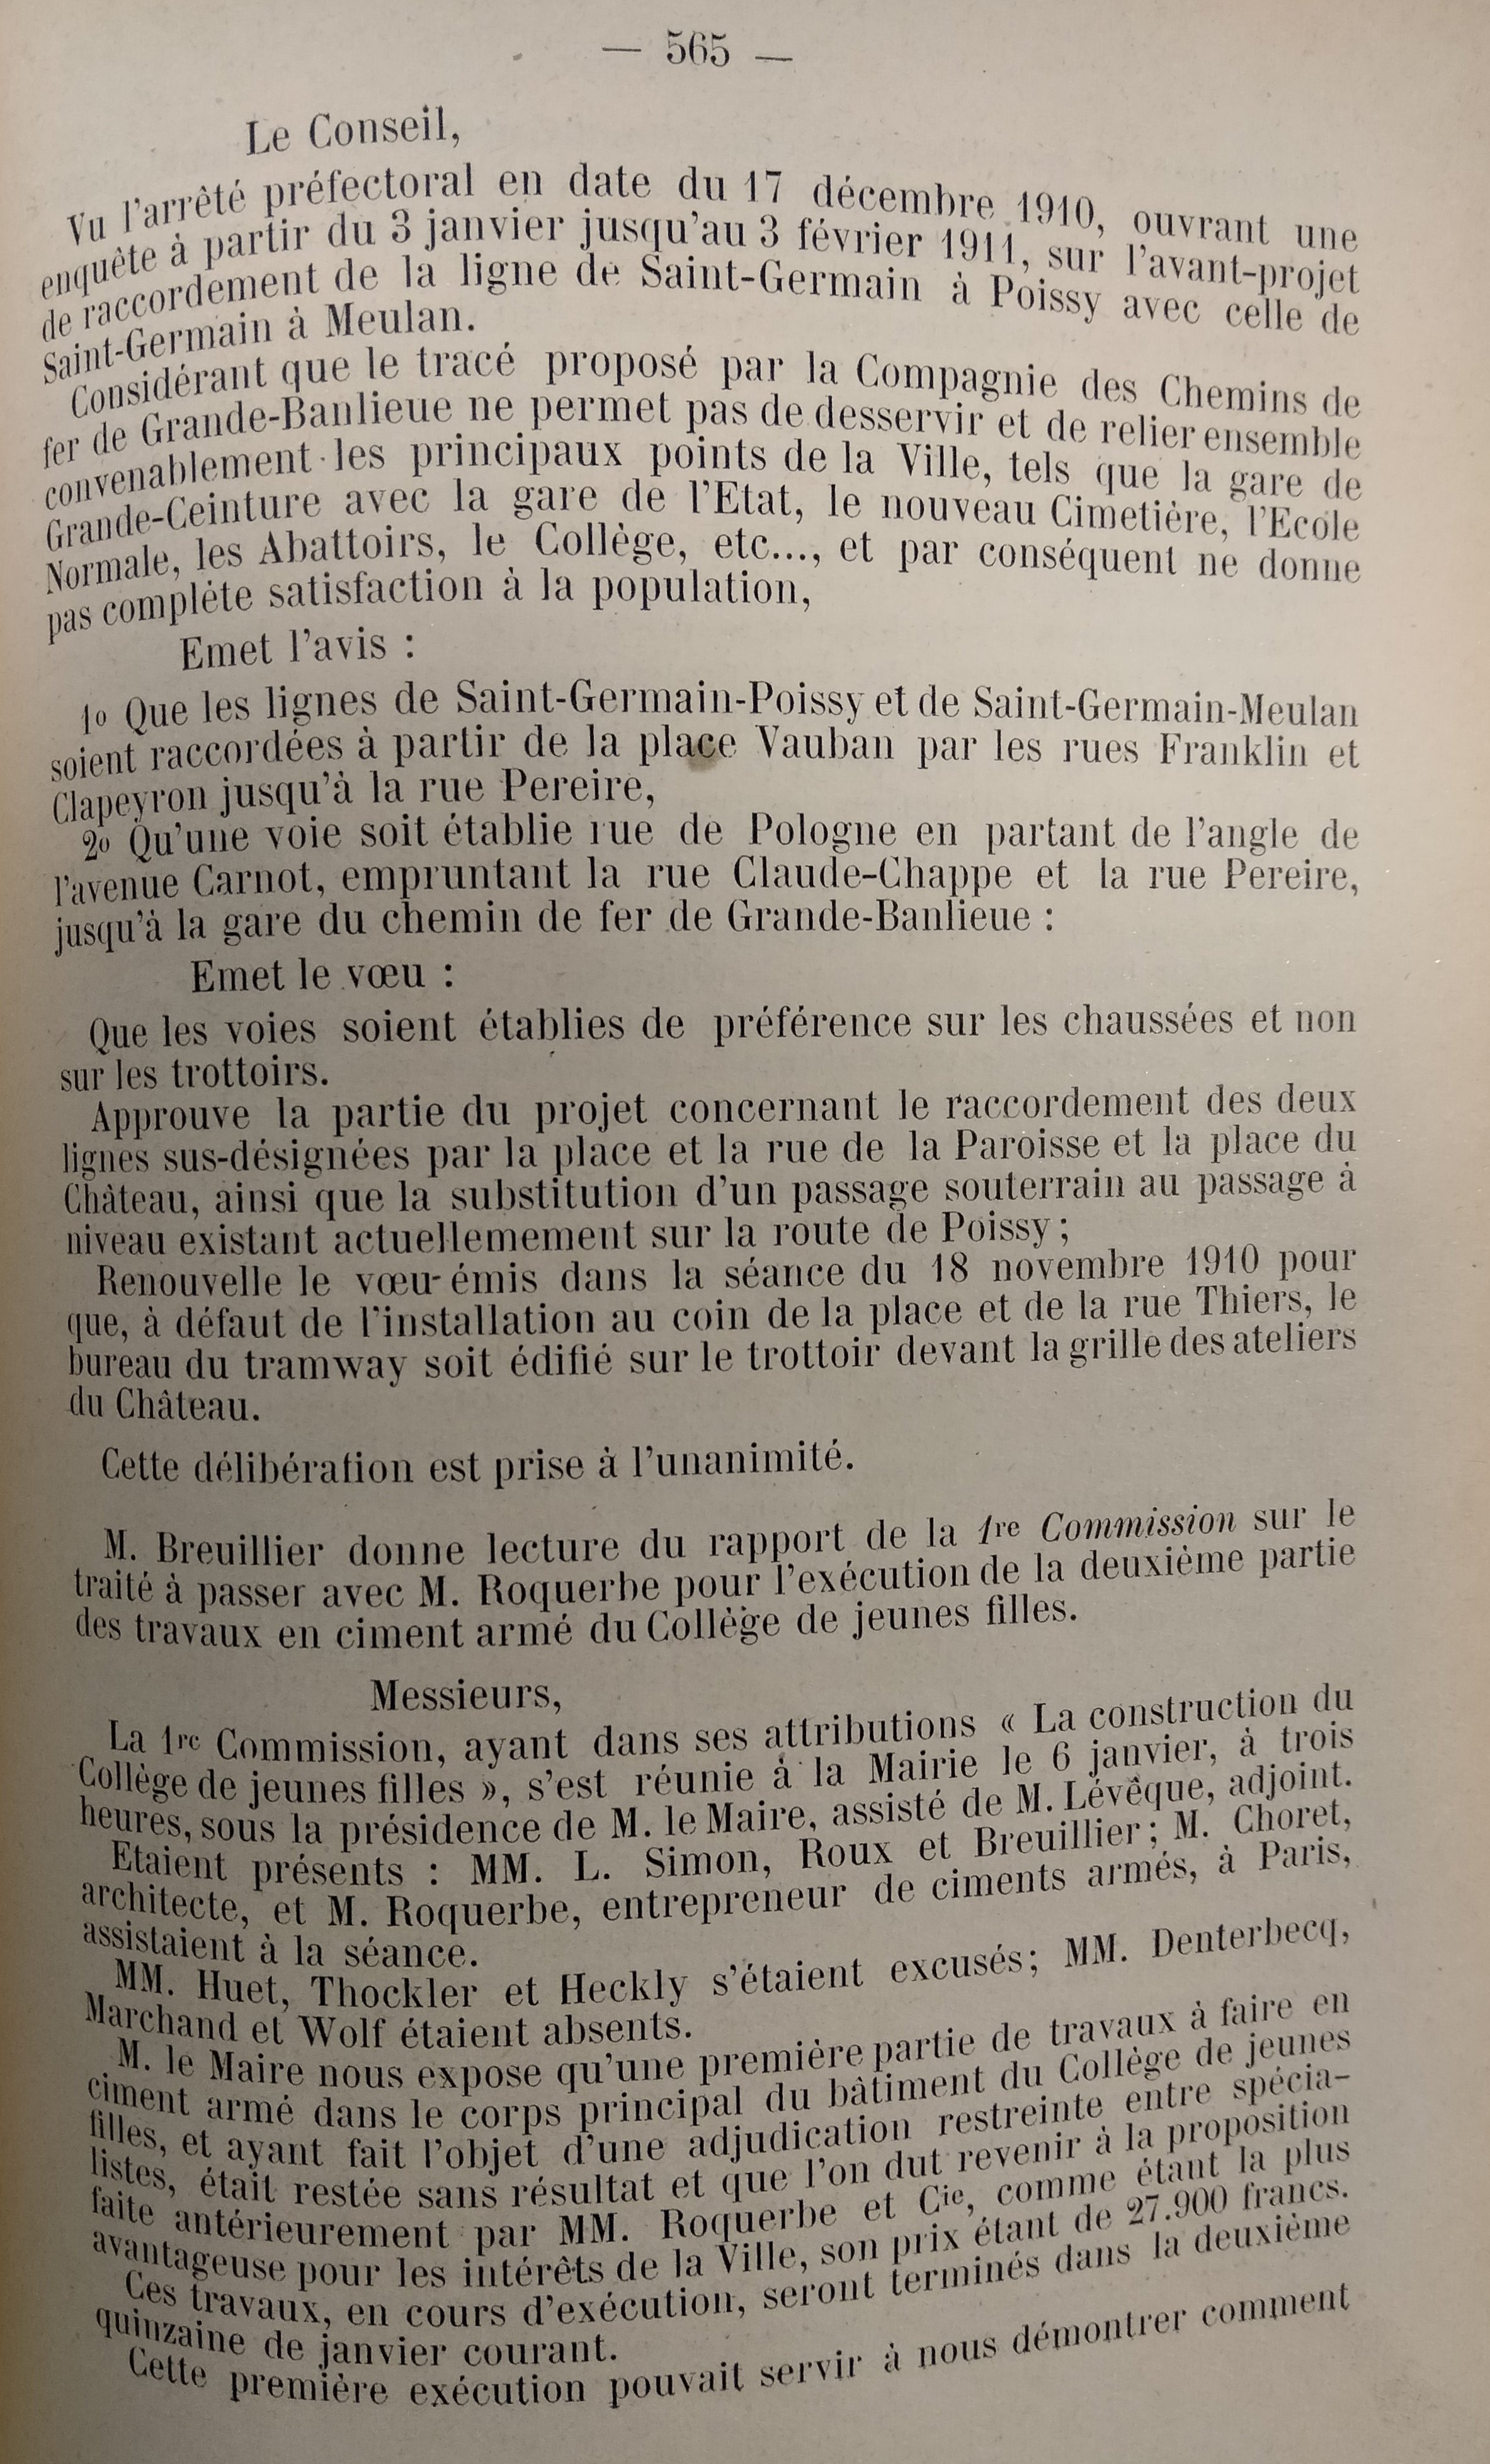 — 565 —
Le Conseil,
Vu l'arrêté préfectoral en date du 17 décembre 1910, ouvrant une
enquête à partir du 3 janvier jusqu'au 3 février 1911, sur l'avant-projet
de raccordement de la ligne de Saint-Germain à Poissy avec celle de
Saint-Germain à Meulan.
Considérant que le tracé proposé par la Compagnie des Chemins de
fer de Grande-Banlieue ne permet pas de desservir et de relier ensemble
convenablement les principaux points de la Ville, tels que la gare de
Grande-Ceinture avec la gare de l'Etat, le nouveau Cimetière, l'Ecole
Normale, les Abattoirs, le Collège, etc..., et par conséquent ne donne
pas complète satisfaction à la population,
Emet l'avis :
1o Que les lignes de Saint-Germain-Poissy et de Saint-Germain-Meulan
soient raccordées à partir de la place Vauban par les rues Franklin et
Clapeyron jusqu'à la rue Pereire,
2o Qu'une voie soit établie rue de Pologne en partant de l'angle de
l'avenue Carnot, empruntant la rue Claude-Chappe et la rue Pereire,
jusqu'à la gare du chemin de fer de Grande-Banlieue :
Emet le vœu :
Que les voies soient établies de préférence sur les chaussées et non
sur les trottoirs.
Approuve la partie du projet concernant le raccordement des deux
lignes sus-désignées par la place et la rue de la Paroisse et la place du
Château, ainsi que la substitution d'un passage souterrain au passage à
niveau existant actuellemement sur la route de Poissy ;
Renouvelle le vœu émis dans la séance du 18 novembre 1910 pour
que, à défaut de l'installation au coin de la place et de la rue Thiers, le
bureau du tramway soit édifié sur le trottoir devant la grille des ateliers
du Château.
Cette délibération est prise à l'unanimité.
M. Breuillier donne lecture du rapport de la 1re Commission sur le
traité à passer avec M. Roquerbe pour l'exécution de la deuxième partie
des travaux en ciment armé du Collège de jeunes filles.
Messieurs,
La 1re Commission, ayant dans ses attributions « La construction du
Collège de jeunes filles », s'est réunie à la Mairie le 6 janvier, à trois
heures, sous la présidence de M. le Maire, assisté de M. Lévêque, adjoint.
Etaient présents : MM. L. Simon, Roux et Breuillier ; M. Choret,
architecte, et M. Roquerbe, entrepreneur de ciments armés, à Paris,
assistaient à la séance.
MM. Huet, Thockler et Heckly s'étaient excusés ; MM. Denterbecq,
Marchand et Wolf étaient absents.
M. le Maire nous expose qu'une première partie de travaux à faire en
ciment armé dans le corps principal du bâtiment du Collège de jeunes
filles, et ayant fait l'objet d'une adjudication restreinte entre spécia-
listes, était restée sans résultat et que l'on dut revenir à la proposition
faite antérieurement par MM. Roquerbe et Cie, comme étant la plus
avantageuse pour les intérêts de la Ville, son prix étant de 27.900 francs.
Ces travaux, en cours d'exécution, seront terminés dans la deuxième
quinzaine de janvier courant.
Cette première exécution pouvait servir à nous démontrer comment